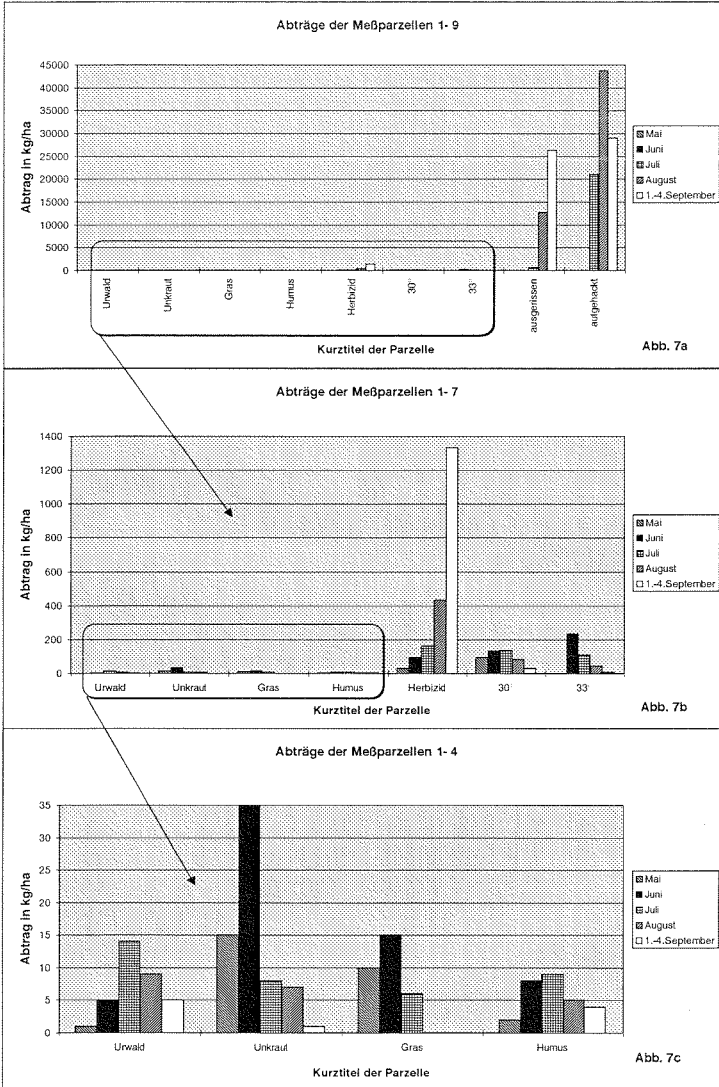 Abträge der Meßparzellen 1- 9
Abtrag in kg/ha
45000
40000
35000
30000
25000
20000
15000
10000
5000
0
Urwald
Unkraut
Gras
Humus
Herbizid
30°
33°
ausgerissen
aufgehackt
Mai
Juni
Juli
August
1.-4.September
Kurztitel der Parzelle
Abb. 7a
Abträge der Meßparzellen 1- 7
Abtrag in kg/ha
1400
1200
1000
800
600
400
200
0
Urwald
Unkraut
Gras
Humus
Herbizid
30°
33°
Mai
Juni
Juli
August
1.-4.September
Kurztitel der Parzelle
Abb. 7b
Abträge der Meßparzellen 1- 4
Abtrag in kg/ha
35
30
25
20
15
10
5
0
Urwald
Unkraut
Gras
Humus
Mai
Juni
Juli
August
1.-4.September
Kurztitel der Parzelle
Abb. 7c